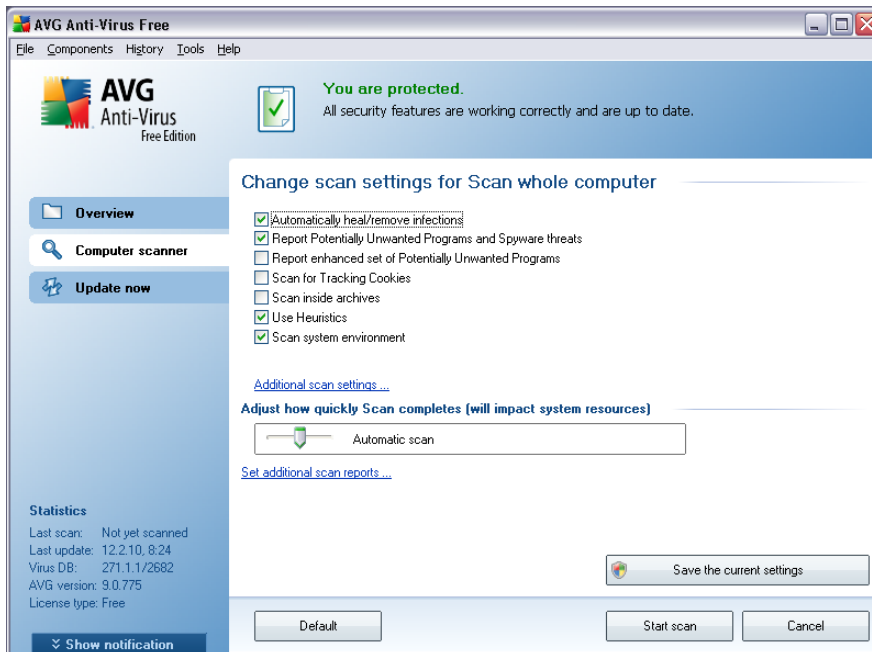 AVG Anti-Virus Free
File Components History Tools Help
AVG
Anti-Virus
Free Edition
You are protected.
All security features are working correctly and are up to date.
Overview
Computer scanner
Update now
Change scan settings for Scan whole computer
Automatically heal/remove infections
Report Potentially Unwanted Programs and Spyware threats
Report enhanced set of Potentially Unwanted Programs
Scan for Tracking Cookies
Scan inside archives
Use Heuristics
Scan system environment
Additional scan settings ...
Adjust how quickly Scan completes (will impact system resources)
Automatic scan
Set additional scan reports ...
Statistics
Last scan: Not yet scanned
Last update: 12.2.10, 8:24
Virus DB: 271.1.1/2682
AVG version: 9.0.775
License type: Free
Show notification
Save the current settings
Default
Start scan
Cancel